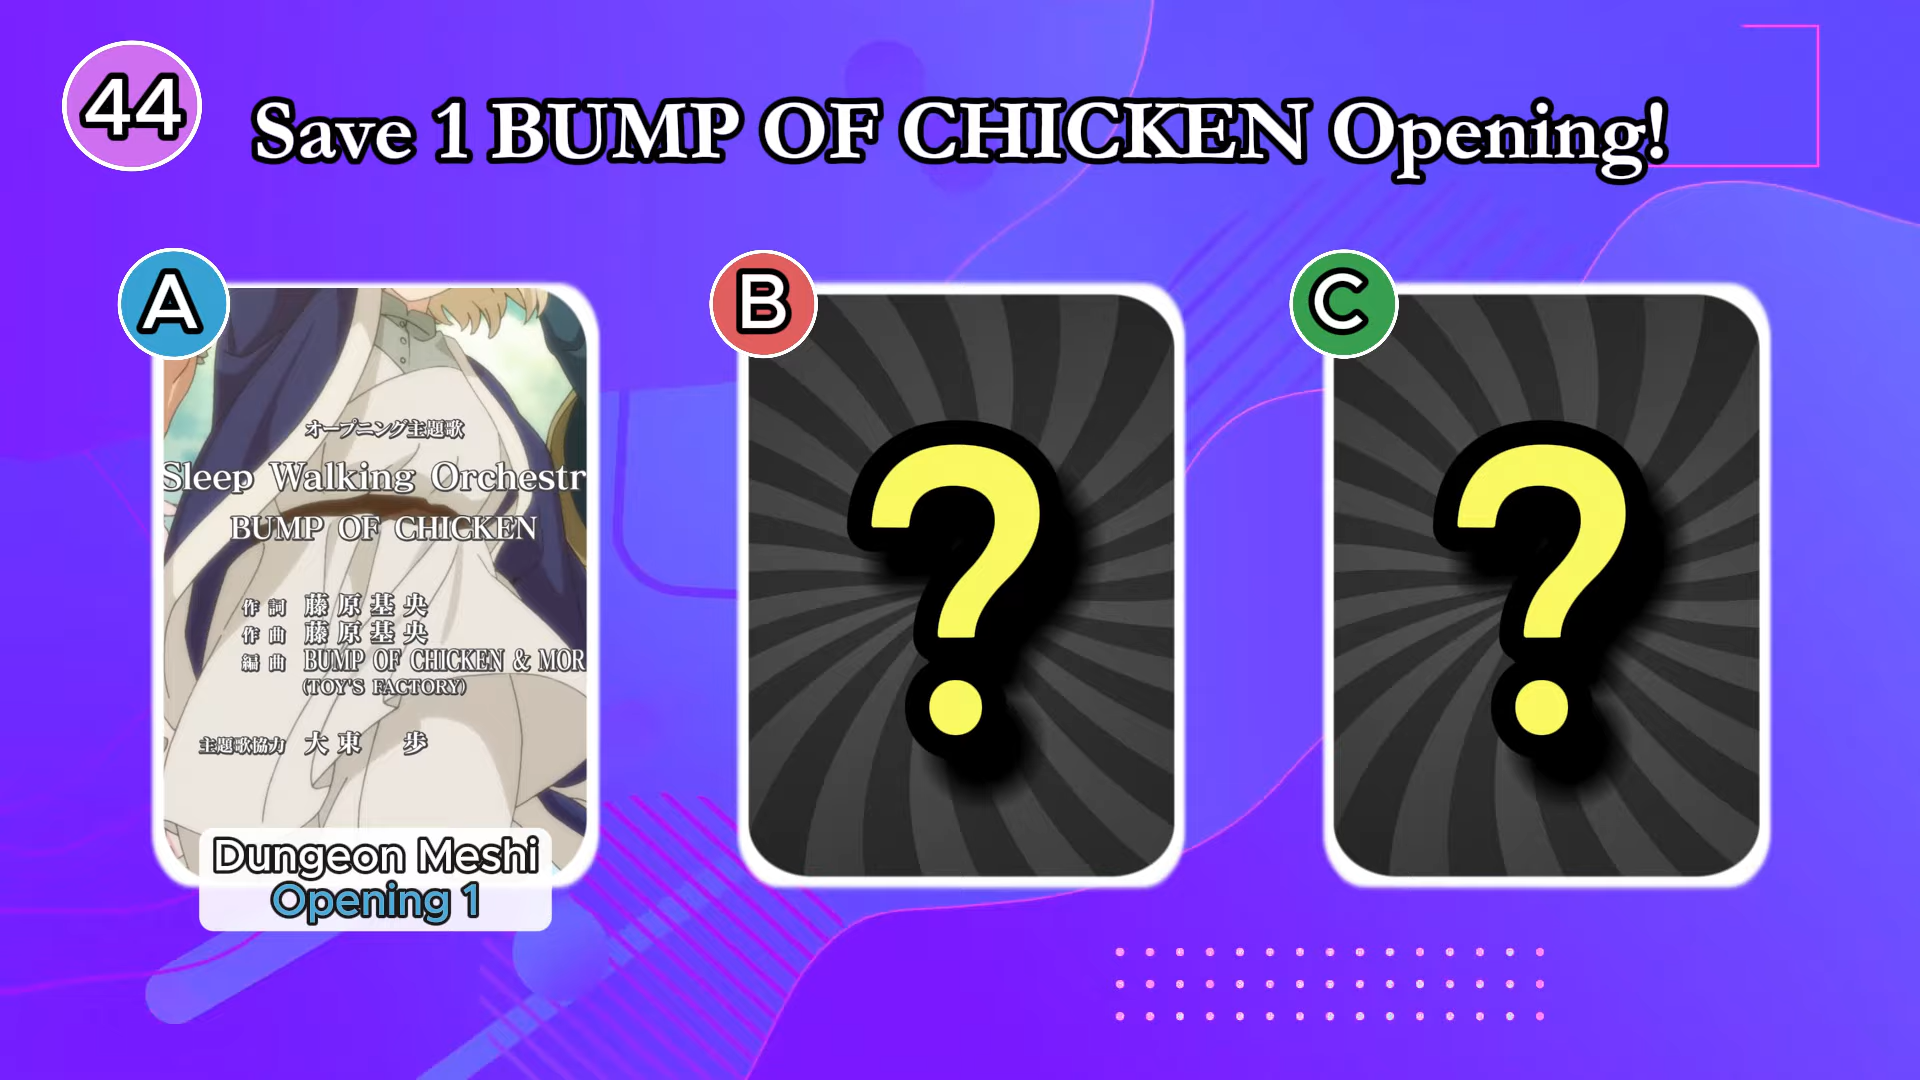 44
Save 1 BUMP OF CHICKEN Opening!
A
B
C
オープニング主題歌
Sleep Walking Orchestr
BUMP OF CHICKEN
作詞 藤原基央
作曲 藤原基央
編曲 BUMP OF CHICKEN & MOR
(TOY'S FACTORY)
主題歌協力 大東 歩
Dungeon Meshi
Opening 1
?
?